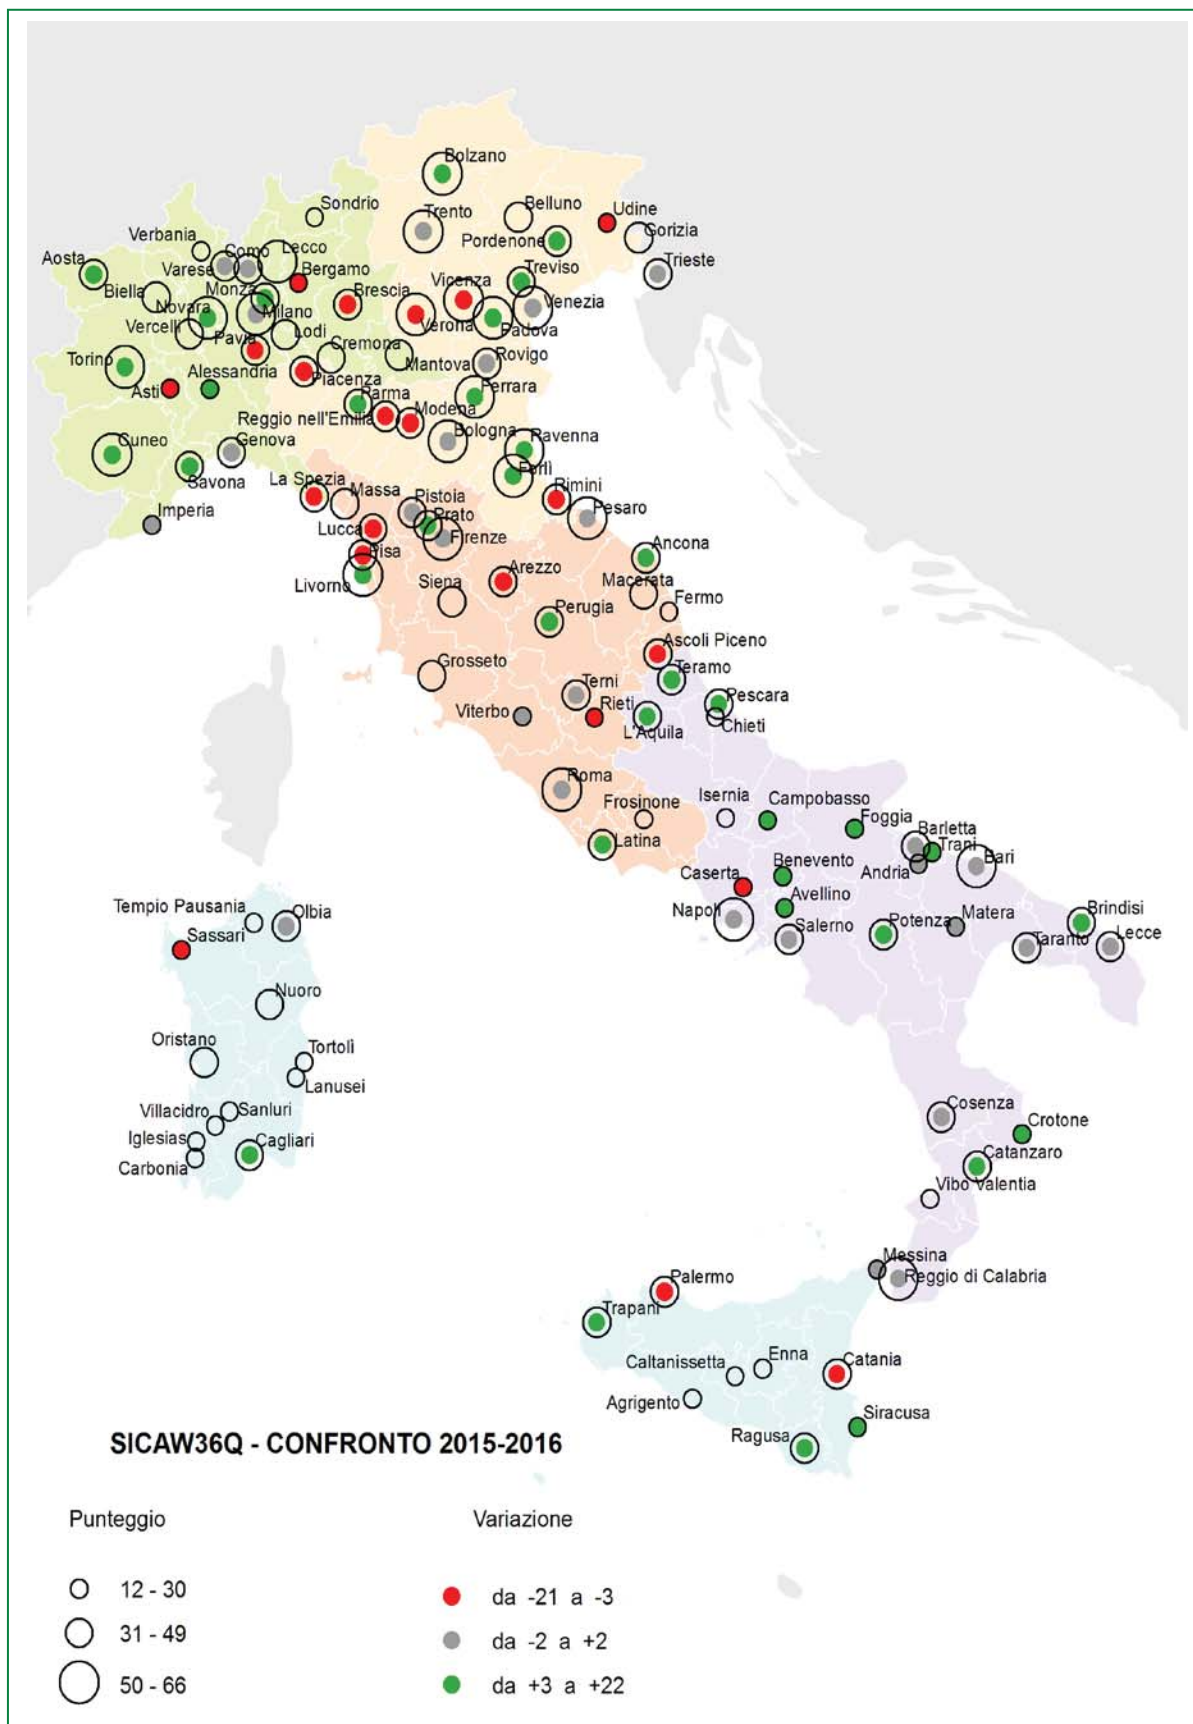 Bolzano
Sondrio
Belluno
Udine
Trento
Gorizia
Verbania
Pordenone
Como
Lecco
Aosta
Varese
Bergamo
Treviso
Trieste
Vicenza
Biella
Monza
Brescia
Venezia
Novara
Milano
Verona
Padova
Vercelli
Lodi
Pavia
Cremona
Rovigo
Torino
Mantova
Alessandria
Piacenza
Asti
Parma
Ferrara
Reggio nell'Emilia
Modena
Cuneo
Bologna
Ravenna
Genova
Forlì
Savona
La Spezia
Massa
Rimini
Pistoia
Imperia
Pesaro
Prato
Lucca
Firenze
Ancona
Pisa
Arezzo
Livorno
Siena
Macerata
Perugia
Fermo
Ascoli Piceno
Grosseto
Teramo
Terni
Pescara
Viterbo
Rieti
Chieti
L'Aquila
Roma
Isernia
Campobasso
Frosinone
Foggia
Barletta
Latina
Trani
Benevento
Bari
Caserta
Andria
Avellino
Tempio Pausania
Olbia
Napoli
Matera
Brindisi
Sassari
Salerno
Potenza
Taranto
Lecce
Nuoro
Oristano
Tortolì
Lanusei
Villacidro
Sanluri
Cosenza
Iglesias
Cagliari
Crotone
Carbonia
Catanzaro
Vibo Valentia
Messina
Palermo
Reggio di Calabria
Trapani
Enna
Catania
Caltanissetta
Agrigento
Siracusa
Ragusa
SICAW36Q - CONFRONTO 2015-2016
Punteggio
Variazione
12 - 30
da -21 a -3
31 - 49
da -2 a +2
50 - 66
da +3 a +22